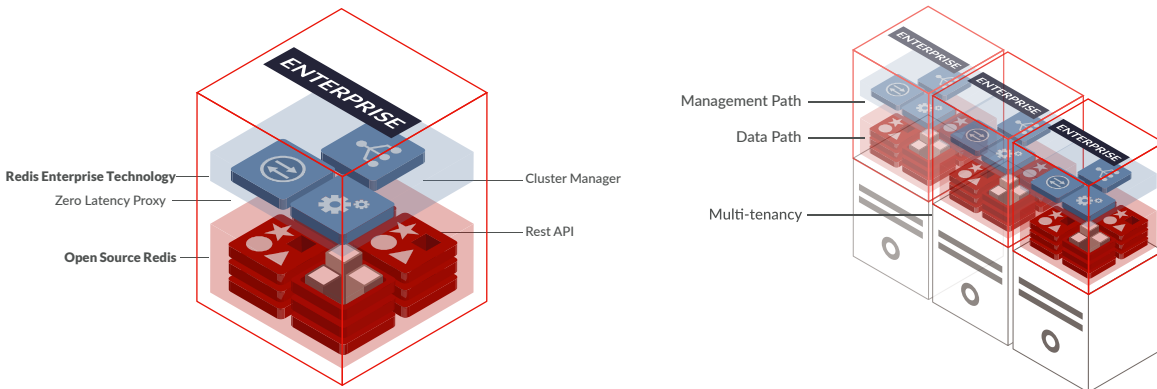 ENTERPRISE
Redis Enterprise Technology
Zero Latency Proxy
Open Source Redis
Cluster Manager
Rest API
ENTERPRISE
ENTERPRISE
ENTERPRISE
Management Path
Data Path
Multi-tenancy